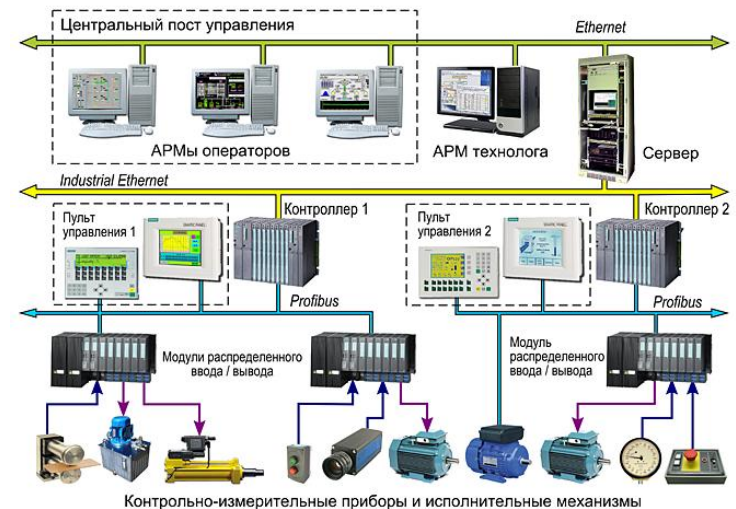 Центральный пост управления
Ethernet
АРМы операторов
АРМ технолога
Сервер
Industrial Ethernet
Пульт
управления 1
Контроллер 1
Пульт
управления 2
Контроллер 2
Profibus
Profibus
Модули распределенного
ввода / вывода
Модуль
распределенного
ввода / вывода
Контрольно-измерительные приборы и исполнительные механизмы